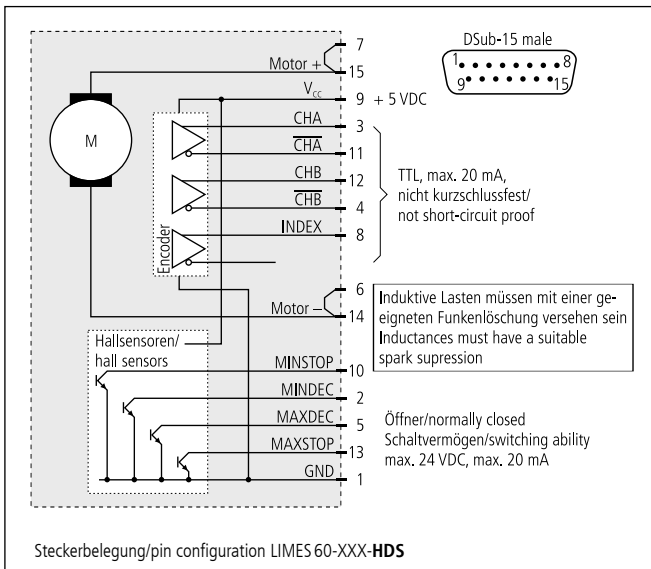 7
DSub-15 male
Motor +
15
1
8
9
15
V_cc
9
+ 5 VDC
CHA
3
M
C̅H̅A̅
11
CHB
12
TTL, max. 20 mA,
nicht kurzschlussfest/
not short-circuit proof
C̅H̅B̅
4
INDEX
8
Encoder
6
Motor –
14
Induktive Lasten müssen mit einer ge-
eigneten Funkenlöschung versehen sein
Inductances must have a suitable
spark supression
Hallsensoren/
hall sensors
MINSTOP
10
MINDEC
2
MAXDEC
5
Öffner/normally closed
Schaltvermögen/switching ability
max. 24 VDC, max. 20 mA
MAXSTOP
13
GND
1
Steckerbelegung/pin configuration LIMES 60-XXX-HDS